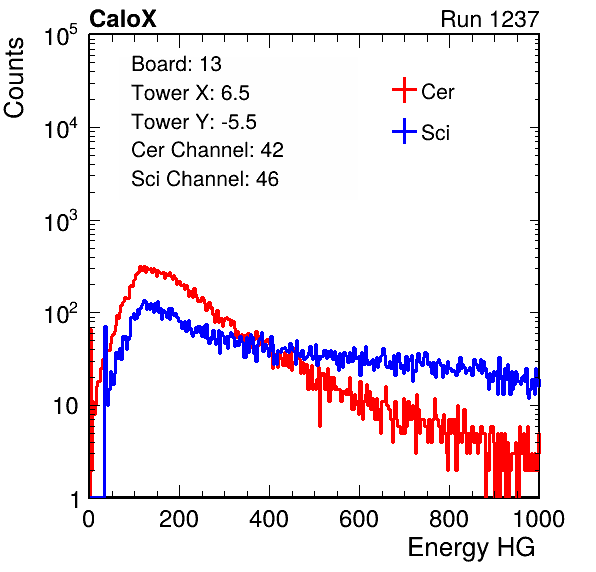 CaloX Run 1237
Counts
Board: 13
Tower X: 6.5
Tower Y: -5.5
Cer Channel: 42
Sci Channel: 46
Cer
Sci
10⁵
10⁴
10³
10²
10
1
0 200 400 600 800 1000
Energy HG